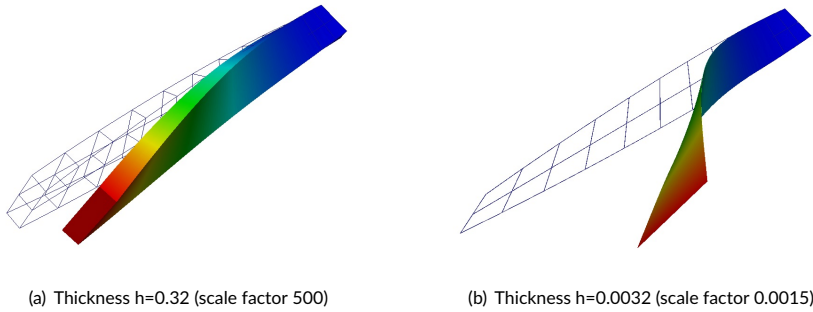 (a) Thickness h=0.32 (scale factor 500)
(b) Thickness h=0.0032 (scale factor 0.0015)